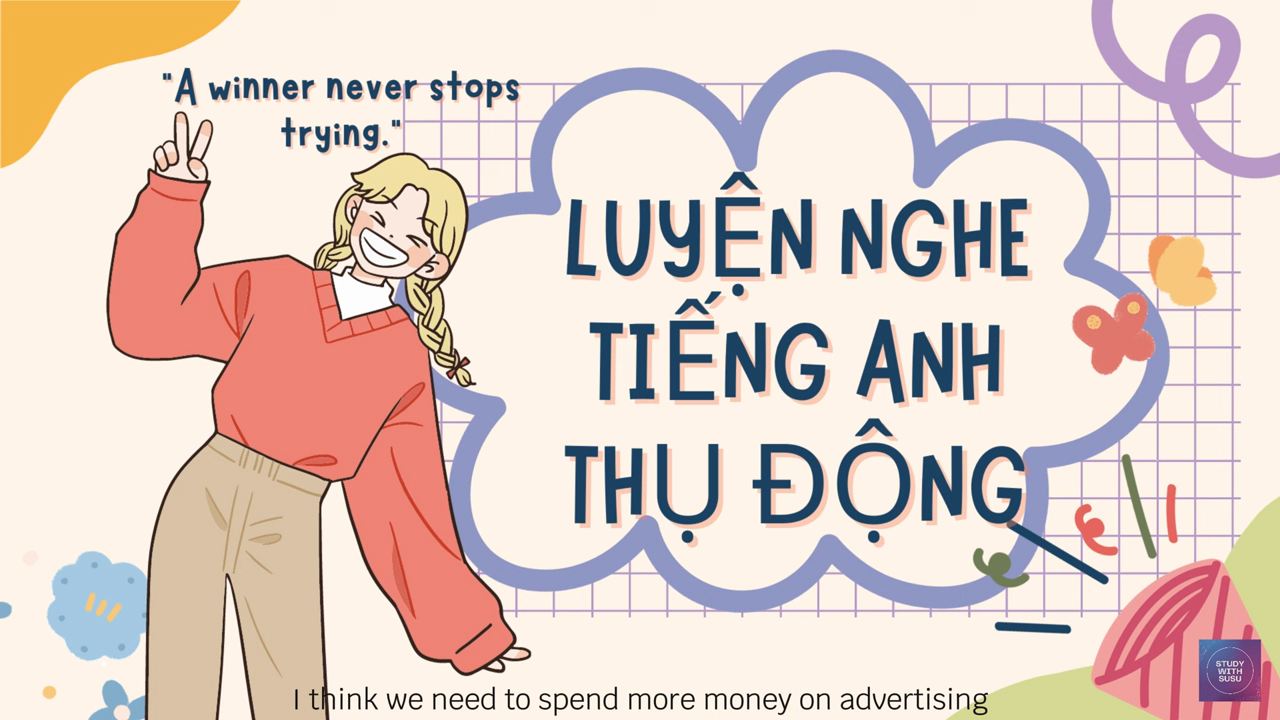 "A winner never stops
trying."
LUYỆN NGHE
TIẾNG ANH
THỤ ĐỘNG
STUDY
WITH
SUSU
I think we need to spend more money on advertising